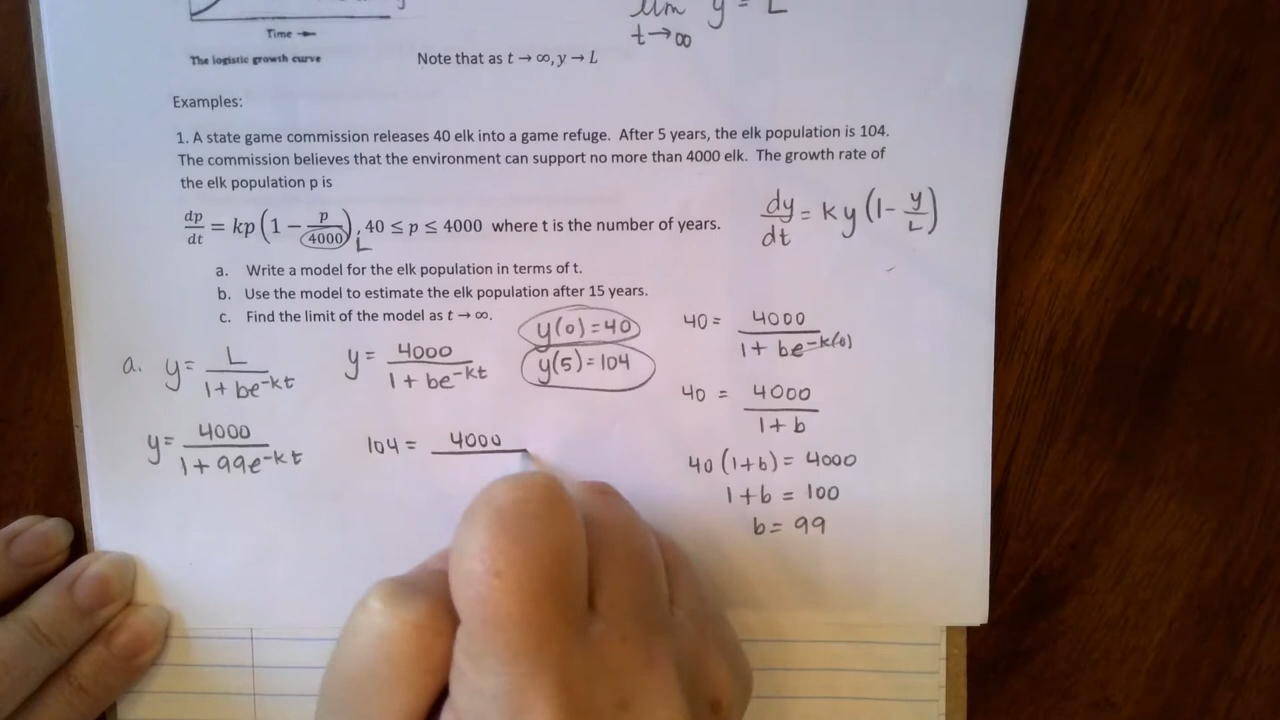 lim y = L
t→∞
Time →
The logistic growth curve
Note that as t → ∞, y → L
Examples:
1. A state game commission releases 40 elk into a game refuge. After 5 years, the elk population is 104.
The commission believes that the environment can support no more than 4000 elk. The growth rate of
the elk population p is
dp/dt = kp(1 − p/4000), 40 ≤ p ≤ 4000 where t is the number of years.
L
dy/dt = ky(1 - y/L)
a. Write a model for the elk population in terms of t.
b. Use the model to estimate the elk population after 15 years.
c. Find the limit of the model as t → ∞.
a. y = L/(1 + be^-kt)
y = 4000/(1 + be^-kt)
y(0) = 40
y(5) = 104
y = 4000/(1 + 99e^-kt)
104 = 4000
40 = 4000/(1 + be^-k(0))
40 = 4000/(1 + b)
40(1+b) = 4000
1+b = 100
b = 99